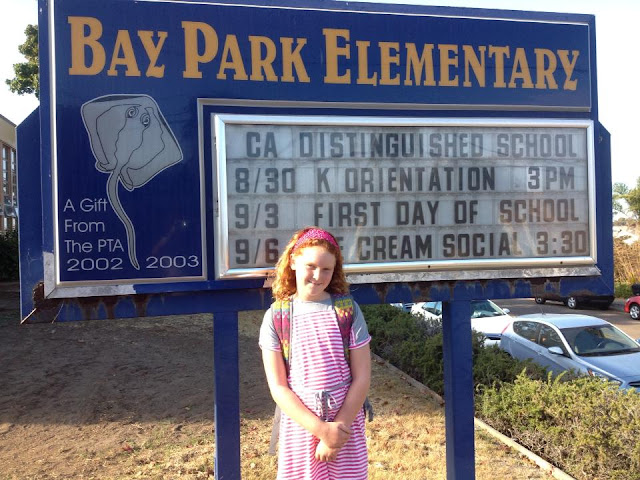 BAY PARK ELEMENTARY
A Gift
From
The PTA
2002 2003
CA DISTINGUISHED SCHOOL
8/30 K ORIENTATION 3PM
9/3 FIRST DAY OF SCHOOL
9/6 CREAM SOCIAL 3:30